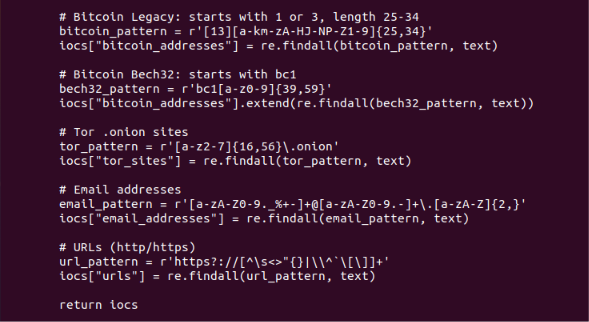 # Bitcoin Legacy: starts with 1 or 3, length 25-34
bitcoin_pattern = r'[13][a-km-zA-HJ-NP-Z1-9]{25,34}'
iocs["bitcoin_addresses"] = re.findall(bitcoin_pattern, text)
# Bitcoin Bech32: starts with bc1
bech32_pattern = r'bc1[a-z0-9]{39,59}'
iocs["bitcoin_addresses"].extend(re.findall(bech32_pattern, text))
# Tor .onion sites
tor_pattern = r'[a-z2-7]{16,56}\.onion'
iocs["tor_sites"] = re.findall(tor_pattern, text)
# Email addresses
email_pattern = r'[a-zA-Z0-9._%+-]+@[a-zA-Z0-9.-]+\.[a-zA-Z]{2,}'
iocs["email_addresses"] = re.findall(email_pattern, text)
# URLs (http/https)
url_pattern = r'https?://[^\s<>"{}|\\^`\[\]]+'
iocs["urls"] = re.findall(url_pattern, text)
return iocs